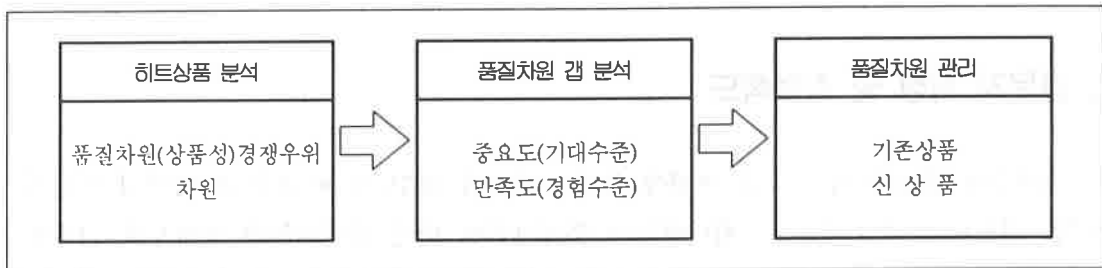 히트상품 분석
품질차원(상품성)경쟁우위
차원
품질차원 갭 분석
중요도(기대수준)
만족도(경험수준)
품질차원 관리
기존상품
신 상 품